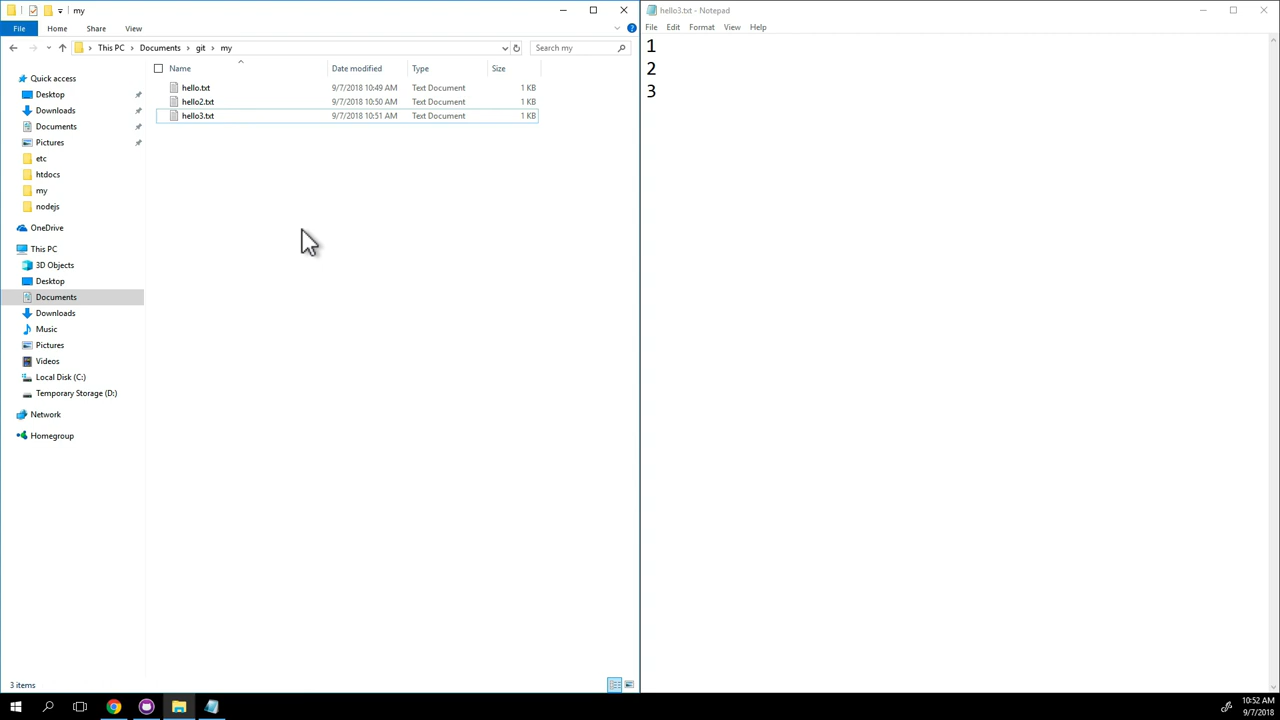 my
File
Home
Share
View
This PC > Documents > git > my
Search my
Name
Date modified
Type
Size
hello.txt 9/7/2018 10:49 AM Text Document 1 KB
hello2.txt 9/7/2018 10:50 AM Text Document 1 KB
hello3.txt 9/7/2018 10:51 AM Text Document 1 KB
Quick access
Desktop
Downloads
Documents
Pictures
etc
htdocs
my
nodejs
OneDrive
This PC
3D Objects
Desktop
Documents
Downloads
Music
Pictures
Videos
Local Disk (C:)
Temporary Storage (D:)
Network
Homegroup
3 items
hello3.txt - Notepad
File Edit Format View Help
1
2
3
10:52 AM
9/7/2018